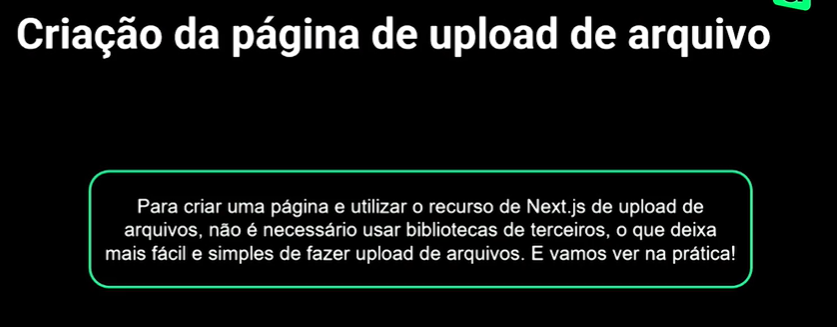 Criação da página de upload de arquivo
Para criar uma página e utilizar o recurso de Next.js de upload de
arquivos, não é necessário usar bibliotecas de terceiros, o que deixa
mais fácil e simples de fazer upload de arquivos. E vamos ver na prática!